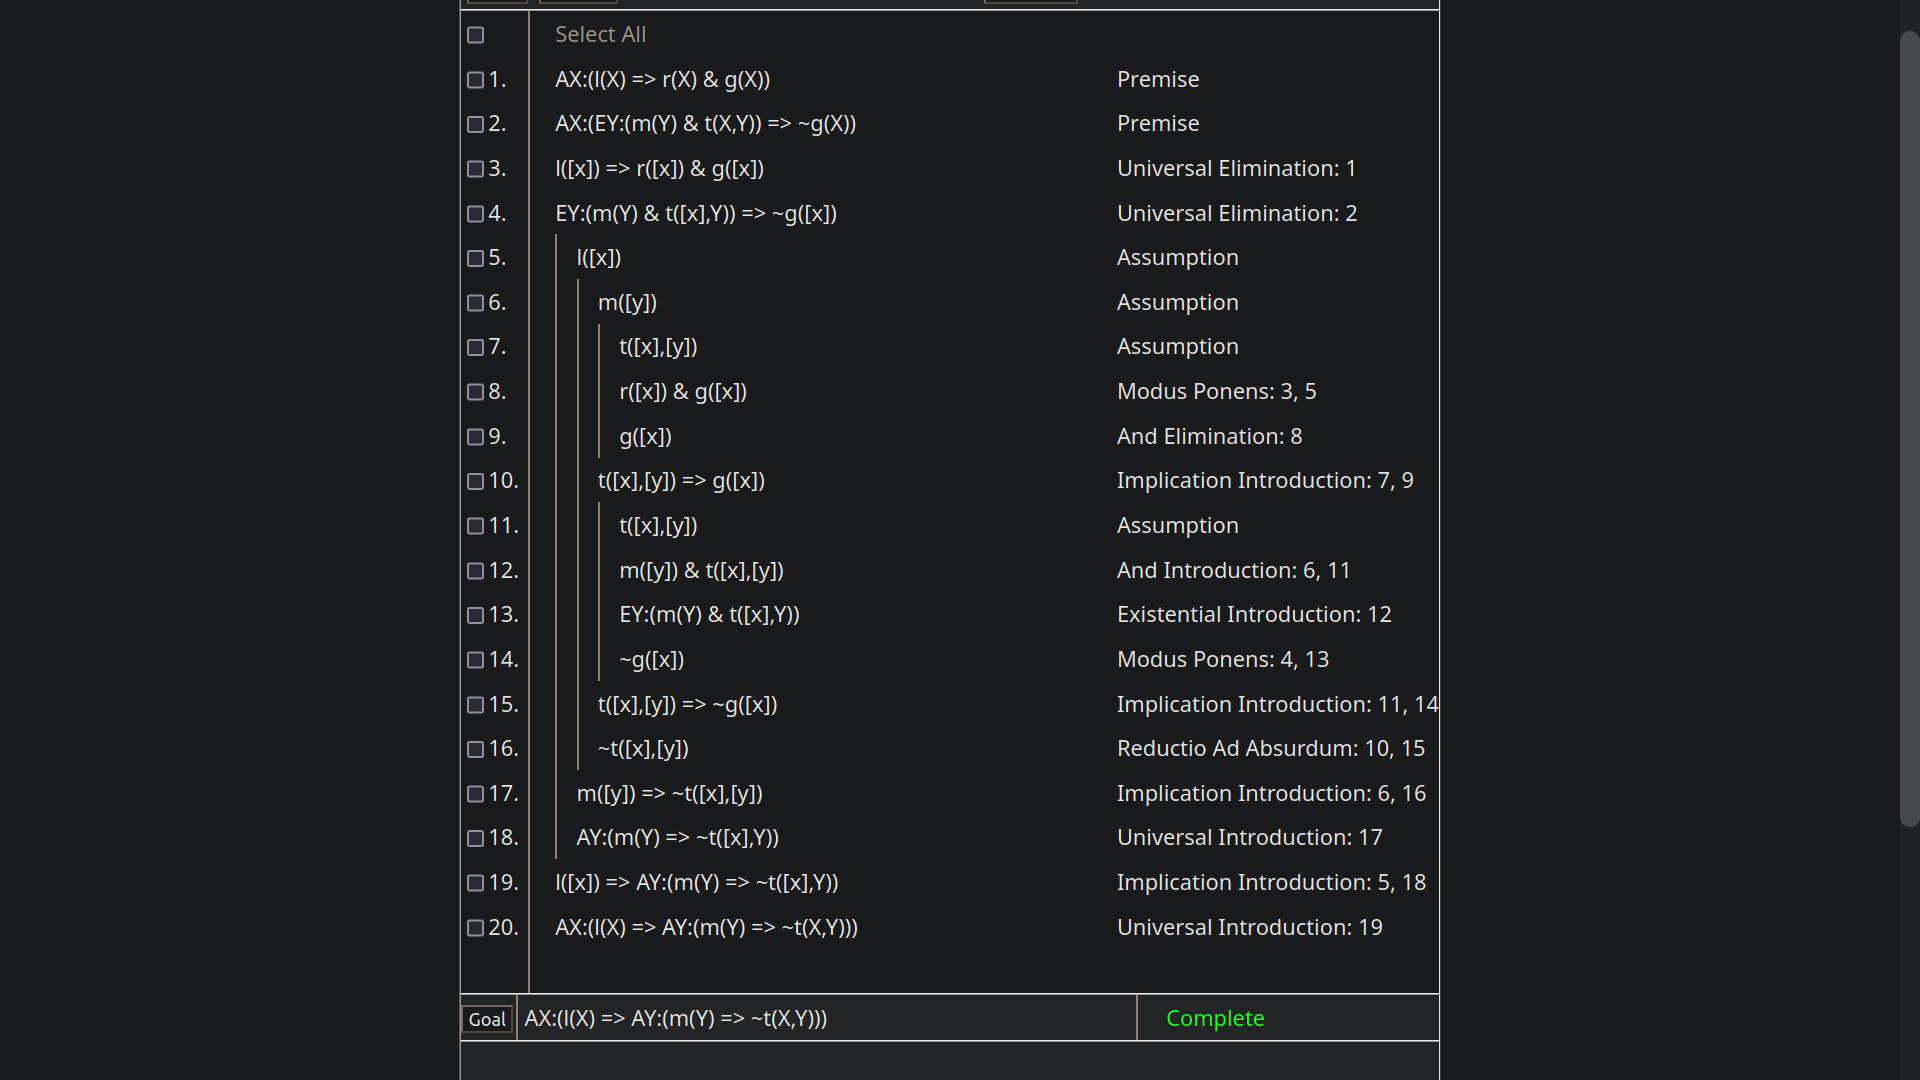 Select All
1. AX:(l(X) => r(X) & g(X)) Premise
2. AX:(EY:(m(Y) & t(X,Y)) => ~g(X)) Premise
3. l([x]) => r([x]) & g([x]) Universal Elimination: 1
4. EY:(m(Y) & t([x],Y)) => ~g([x]) Universal Elimination: 2
5. l([x]) Assumption
6. m([y]) Assumption
7. t([x],[y]) Assumption
8. r([x]) & g([x]) Modus Ponens: 3, 5
9. g([x]) And Elimination: 8
10. t([x],[y]) => g([x]) Implication Introduction: 7, 9
11. t([x],[y]) Assumption
12. m([y]) & t([x],[y]) And Introduction: 6, 11
13. EY:(m(Y) & t([x],Y)) Existential Introduction: 12
14. ~g([x]) Modus Ponens: 4, 13
15. t([x],[y]) => ~g([x]) Implication Introduction: 11, 14
16. ~t([x],[y]) Reductio Ad Absurdum: 10, 15
17. m([y]) => ~t([x],[y]) Implication Introduction: 6, 16
18. AY:(m(Y) => ~t([x],Y)) Universal Introduction: 17
19. l([x]) => AY:(m(Y) => ~t([x],Y)) Implication Introduction: 5, 18
20. AX:(l(X) => AY:(m(Y) => ~t(X,Y))) Universal Introduction: 19
Goal AX:(l(X) => AY:(m(Y) => ~t(X,Y))) Complete